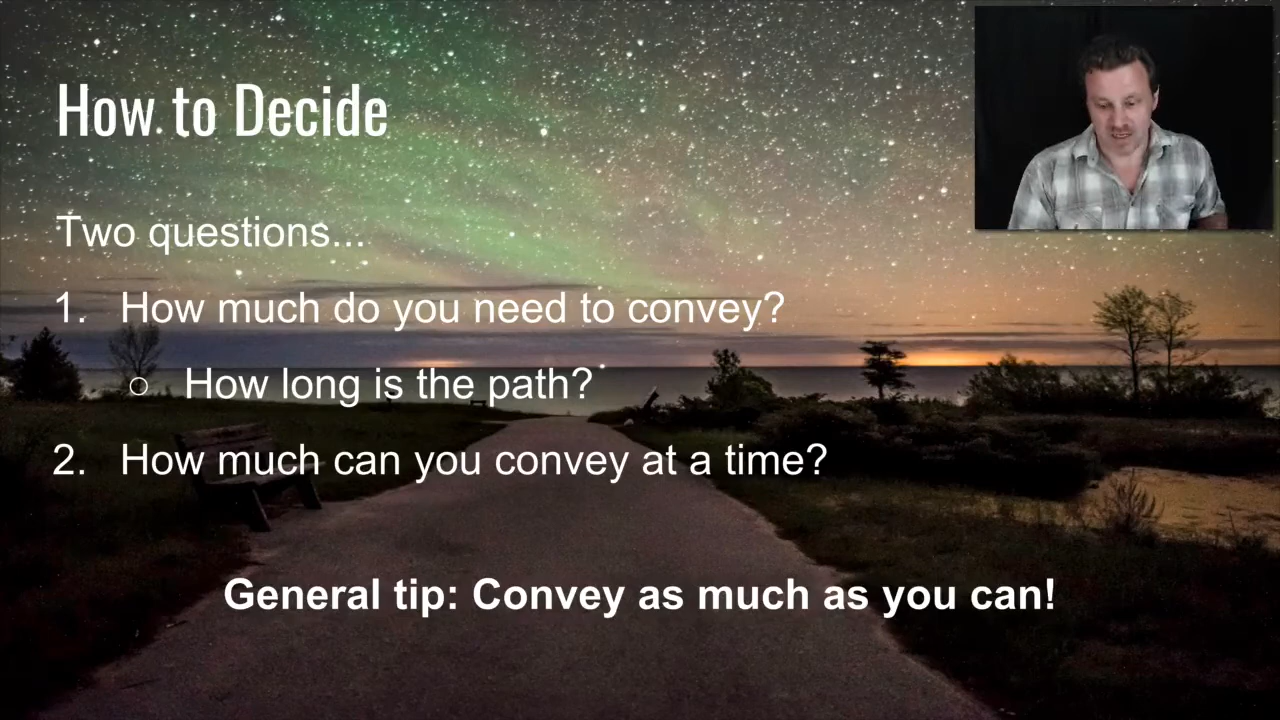 How to Decide
Two questions...
1. How much do you need to convey?
○ How long is the path?
2. How much can you convey at a time?
General tip: Convey as much as you can!